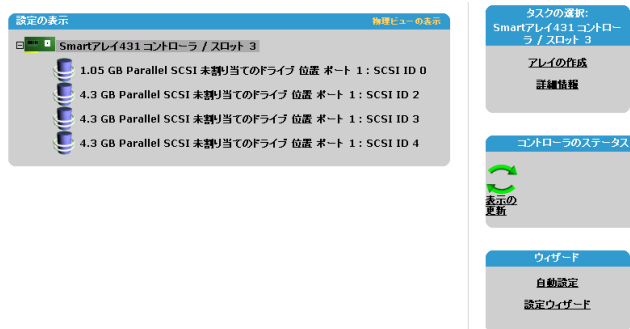 設定の表示
物理ビューの表示
Smartアレイ431 コントローラ / スロット 3
1.05 GB Parallel SCSI 未割り当てのドライブ 位置 ポート 1 : SCSI ID 0
4.3 GB Parallel SCSI 未割り当てのドライブ 位置 ポート 1 : SCSI ID 2
4.3 GB Parallel SCSI 未割り当てのドライブ 位置 ポート 1 : SCSI ID 3
4.3 GB Parallel SCSI 未割り当てのドライブ 位置 ポート 1 : SCSI ID 4
タスクの選択:
Smartアレイ431 コントロー
ラ / スロット 3
アレイの作成
詳細情報
コントローラのステータス
表示の
更新
ウィザード
自動設定
設定ウィザード